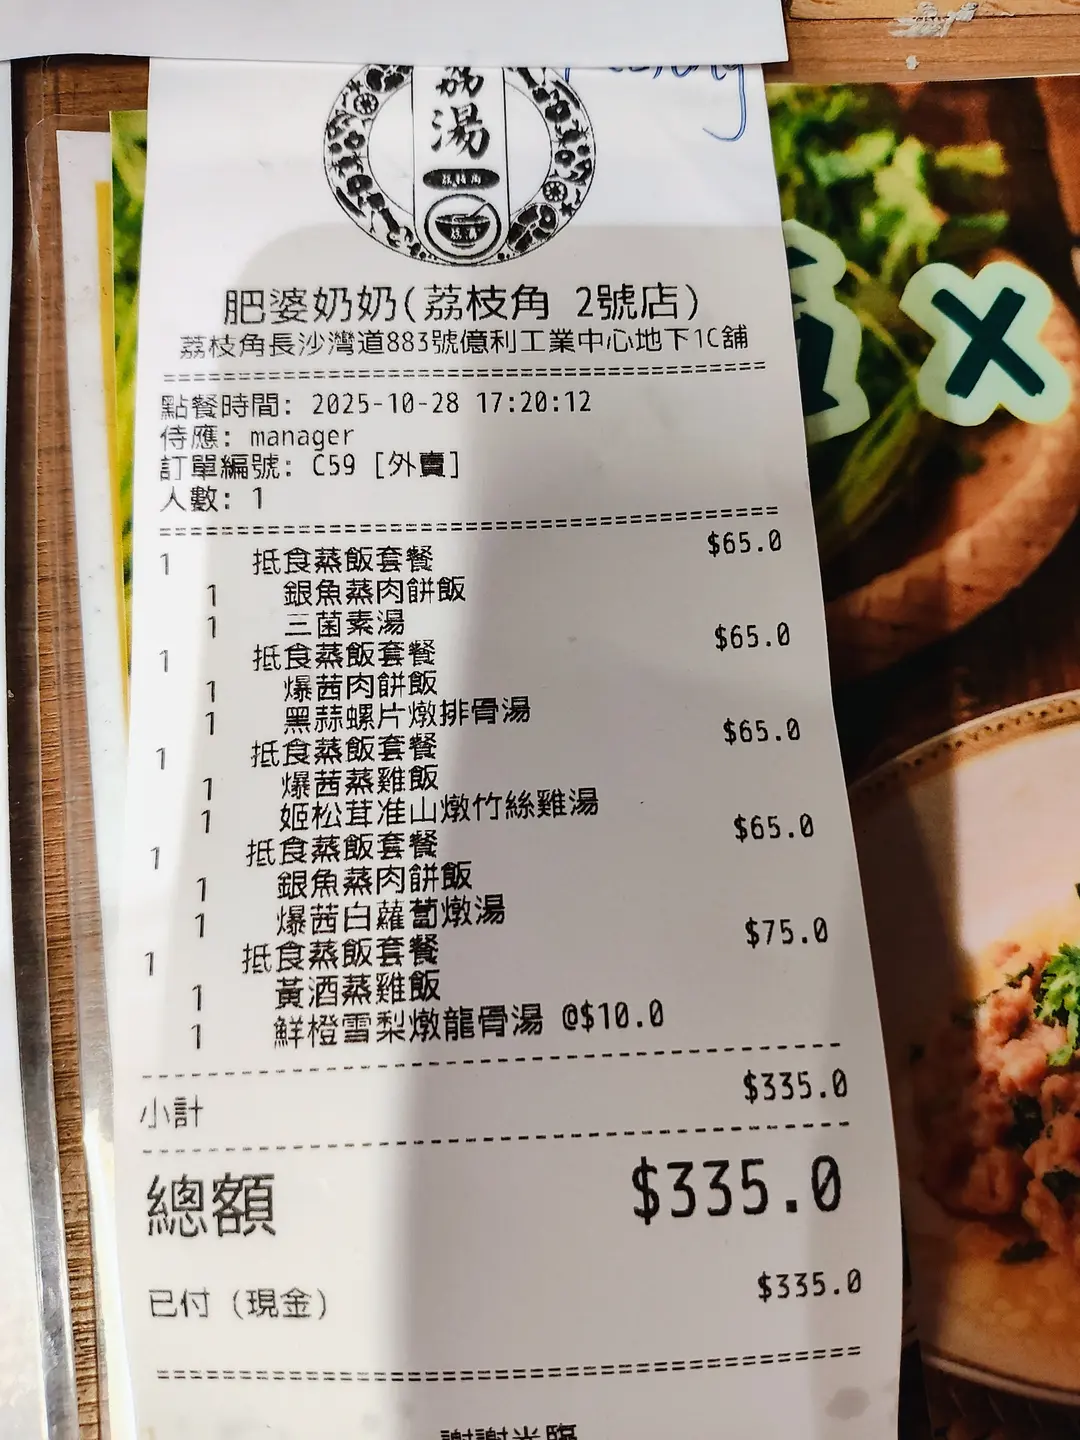 荔
湯
荔枝角
荔湯
肥婆奶奶(荔枝角 2號店)
荔枝角長沙灣道883號億利工業中心地下1C舖
點餐時間: 2025-10-28 17:20:12
侍應: manager
訂單編號: C59 [外賣]
人數: 1
1 抵食蒸飯套餐 $65.0
1 銀魚蒸肉餅飯
1 三菌素湯
1 抵食蒸飯套餐 $65.0
1 爆茜肉餅飯
1 黑蒜螺片燉排骨湯
1 抵食蒸飯套餐 $65.0
1 爆茜蒸雞飯
1 姬松茸准山燉竹絲雞湯
1 抵食蒸飯套餐 $65.0
1 銀魚蒸肉餅飯
1 爆茜白蘿蔔燉湯
1 抵食蒸飯套餐 $75.0
1 黃酒蒸雞飯
1 鮮橙雪梨燉龍骨湯 @$10.0
小計 $335.0
總額 $335.0
已付 (現金) $335.0
謝謝光臨